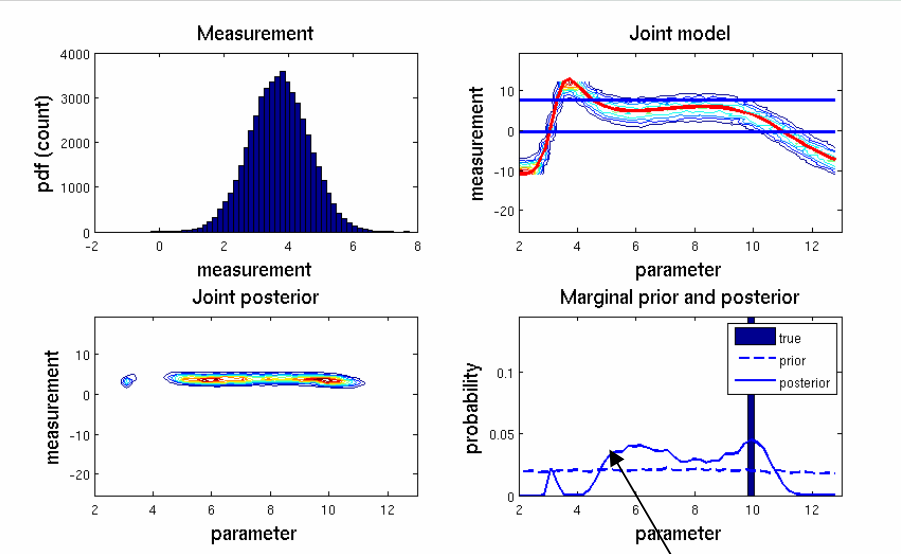 Measurement
4000
3000
2000
1000
0
-2
0
2
4
6
8
pdf (count)
measurement
Joint model
10
0
-10
-20
2
4
6
8
10
12
measurement
parameter
Joint posterior
10
0
-10
-20
2
4
6
8
10
12
measurement
parameter
Marginal prior and posterior
true
prior
posterior
0.1
0.05
0
2
4
6
8
10
12
probability
parameter